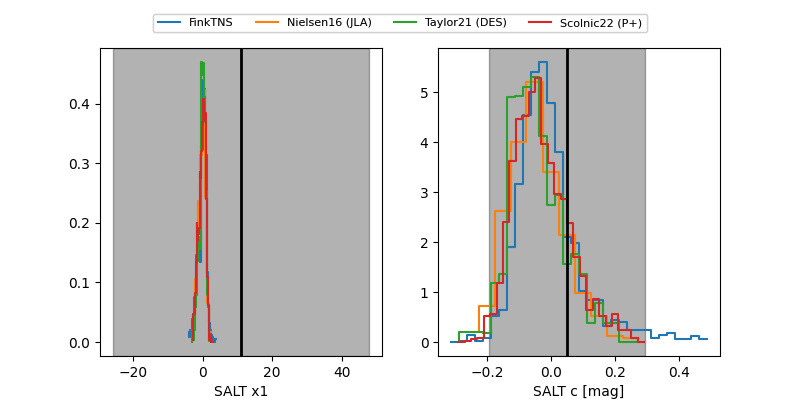 FinkTNS Nielsen16 (JLA) Taylor21 (DES) Scolnic22 (P+)
0.4
0.3
0.2
0.1
0.0
−20 0 20 40
SALT x1
5
4
3
2
1
0
−0.2 0.0 0.2 0.4
SALT c [mag]